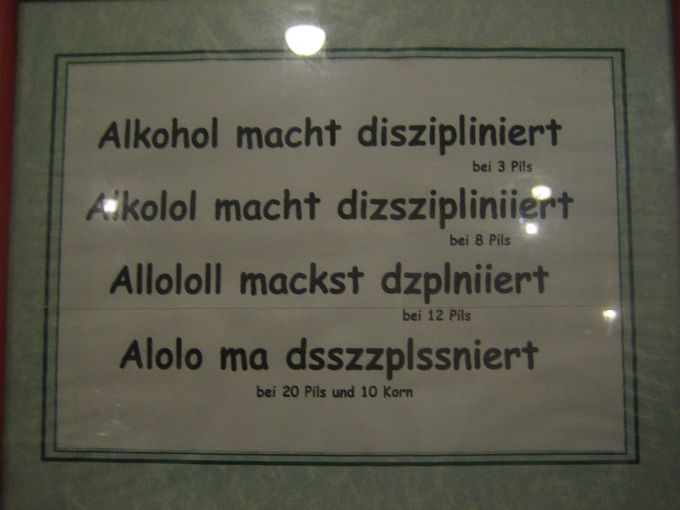 Alkohol macht diszipliniert
bei 3 Pils
Alkolol macht dizszipliniiert
bei 8 Pils
Allololl mackst dzplniiert
bei 12 Pils
Alolo ma dsszzplssniert
bei 20 Pils und 10 Korn